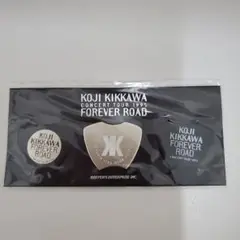 KOJI KIKKAWA
CONCERT TOUR 1995
FOREVER ROAD
KOJI
KIKKAWA
FOREVER
ROAD
K
KOJI
KIKKAWA
FOREVER
ROAD